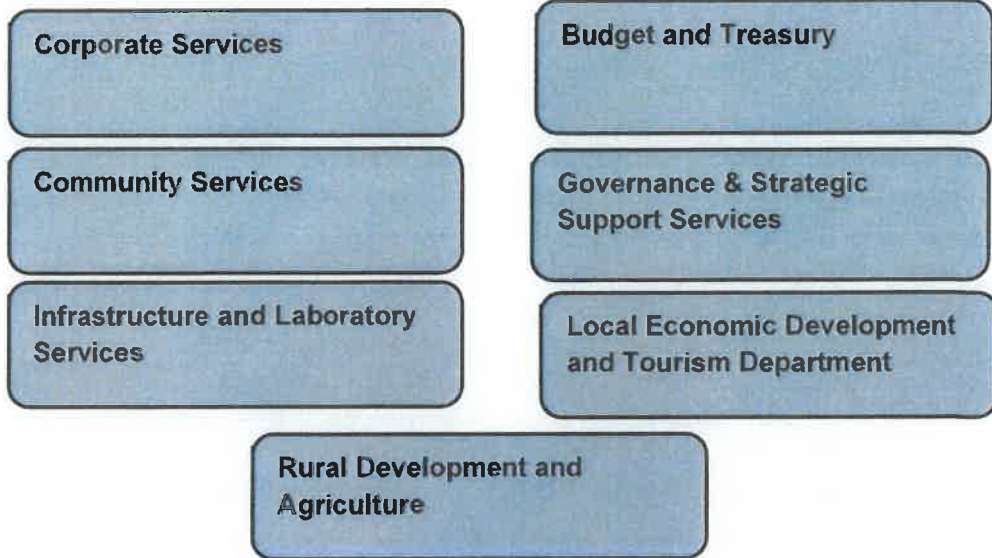 Corporate Services
Budget and Treasury
Community Services
Governance & Strategic
Support Services
Infrastructure and Laboratory
Services
Local Economic Development
and Tourism Department
Rural Development and
Agriculture